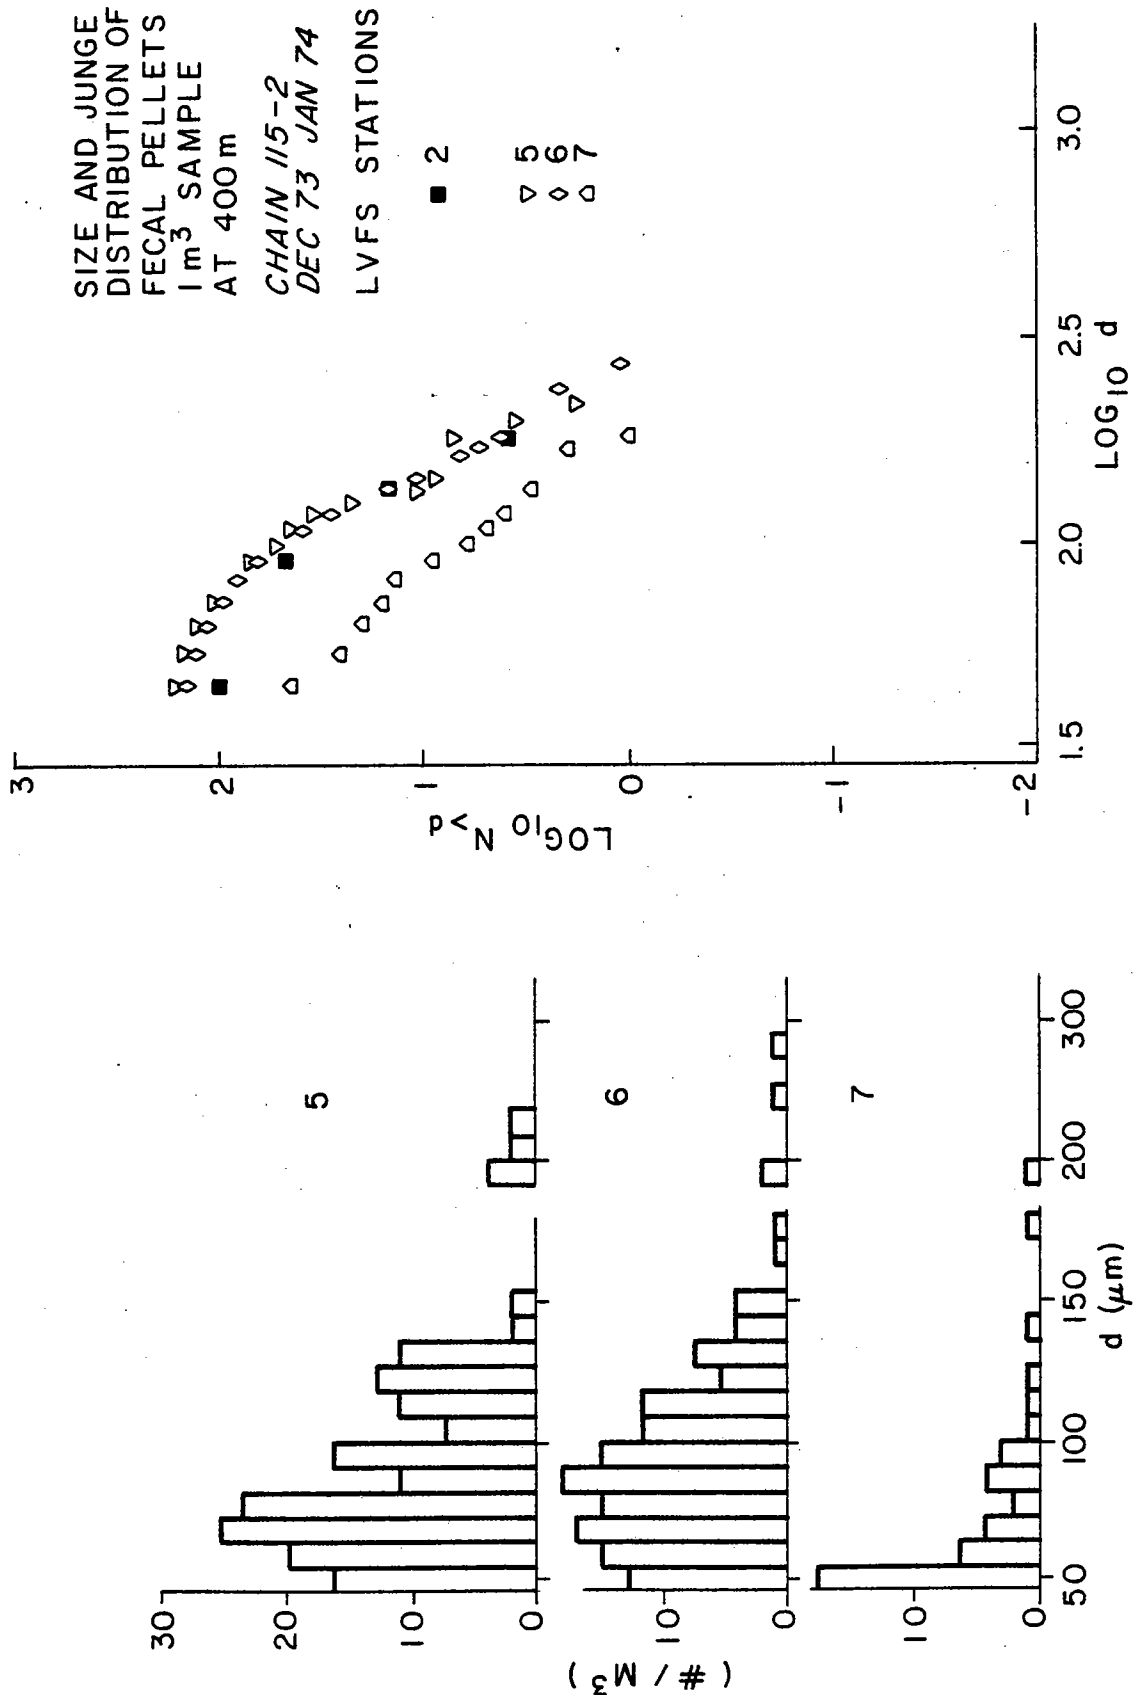 SIZE AND JUNGE
DISTRIBUTION OF
FECAL PELLETS
1 m³ SAMPLE
AT 400 m
CHAIN 115-2
DEC 73 JAN 74
LVFS STATIONS
■ 2
▽ 5
◇ 6
⌂ 7
3
2
1
0
-1
-2
LOG₁₀ N>d
1.5
2.0
2.5
3.0
LOG₁₀ d
30
20
10
0
5
10
0
6
10
0
7
(#/M³)
50
100
150
200
300
d (μm)